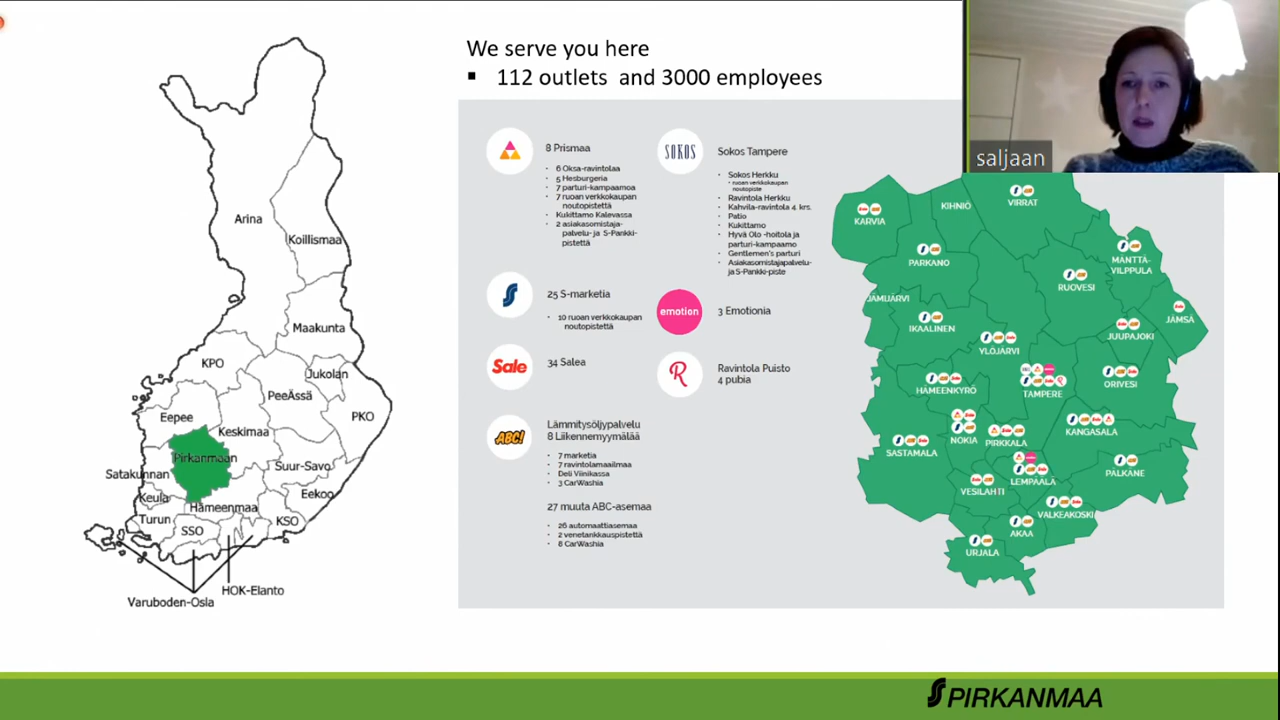 We serve you here
▪ 112 outlets and 3000 employees
saljaan
Arina
Koillismaa
Maakunta
KPO
Jukolan
PeeÄssä
Eepee
PKO
Keskimaa
Pirkanmaan
Satakunnan
Suur-Savo
Keula
Eekoo
Hämeenmaa
Turun
SSO
KSO
HOK-Elanto
Varuboden-Osla
8 Prismaa
• 6 Oksa-ravintolaa
• 5 Hesburgeria
• 7 parturi-kampaamoa
• 7 ruoan verkkokaupan
noutopistettä
• Kukittamo Kalevassa
• 2 asiakasomistaja-
palvelu- ja S-Pankki-
pistettä
25 S-marketia
• 10 ruoan verkkokaupan
noutopistettä
Sale
34 Salea
ABC!
Lämmitysöljypalvelu
8 Liikennemyymälää
• 7 marketia
• 7 ravintolamaailmaa
• Deli Viinikassa
• 3 CarWashia
27 muuta ABC-asemaa
• 26 automaattiasemaa
• 2 venetankkauspistettä
• 8 CarWashia
SOKOS
Sokos Tampere
• Sokos Herkku
• ruoan verkkokaupan
noutopiste
• Ravintola Herkku
• Kahvila-ravintola 4. krs.
• Patio
• Kukittamo
• Hyvä Olo -hoitola ja
parturi-kampaamo
• Gentlemen's parturi
• Asiakasomistajapalvelu-
ja S-Pankki-piste
emotion
3 Emotionia
R
Ravintola Puisto
4 pubia
VIRRAT
KIHNIÖ
KARVIA
PARKANO
MÄNTTÄ-
VILPPULA
RUOVESI
JÄMIJÄRVI
JÄMSÄ
IKAALINEN
JUUPAJOKI
YLÖJÄRVI
ORIVESI
HÄMEENKYRÖ
TAMPERE
KANGASALA
NOKIA
PIRKKALA
SASTAMALA
PÄLKÄNE
LEMPÄÄLÄ
VESILAHTI
VALKEAKOSKI
AKAA
URJALA
PIRKANMAA